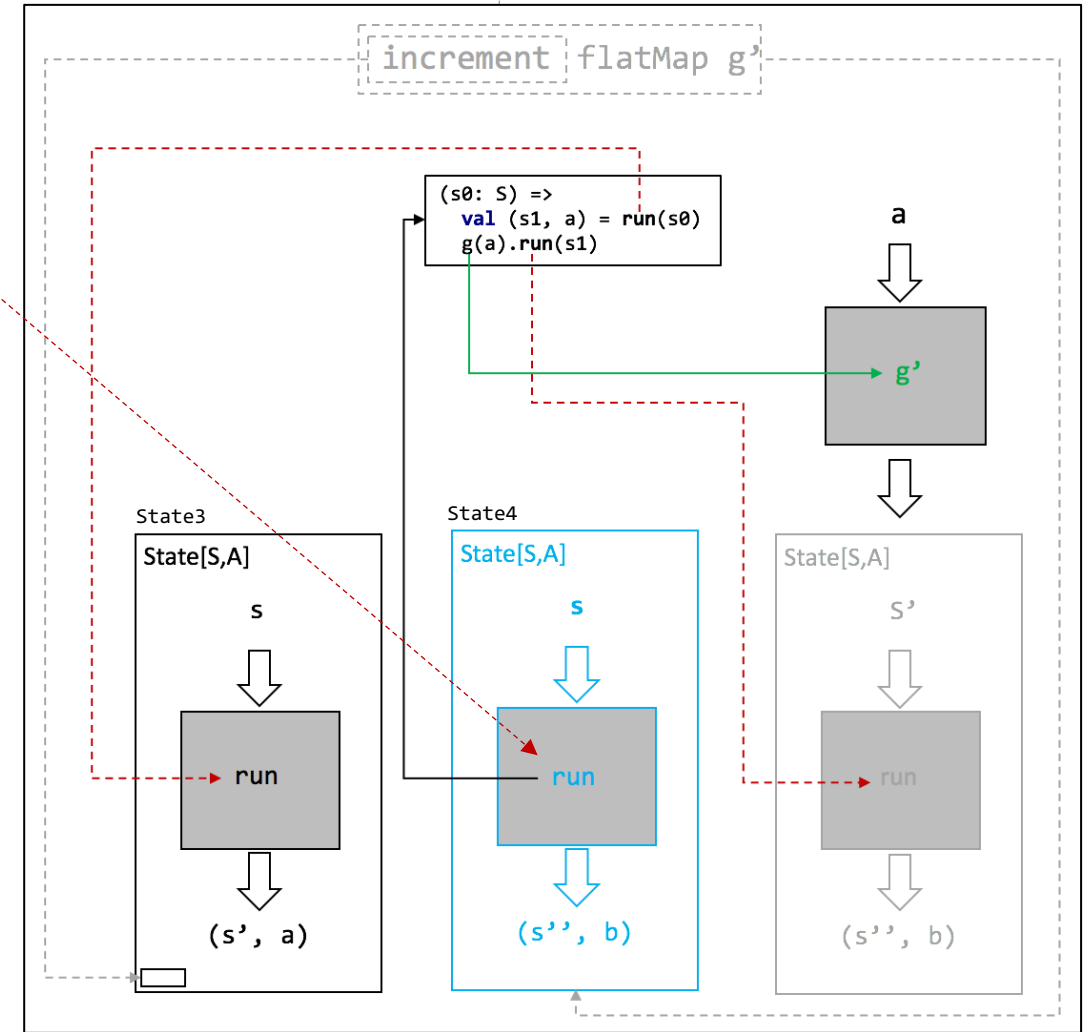 increment flatMap g’
(s0: S) =>
val (s1, a) = run(s0)
g(a).run(s1)
a
g’
State3
State[S,A]
s
run
(s’, a)
State4
State[S,A]
s
run
(s’’, b)
State[S,A]
S’
run
(s’’, b)